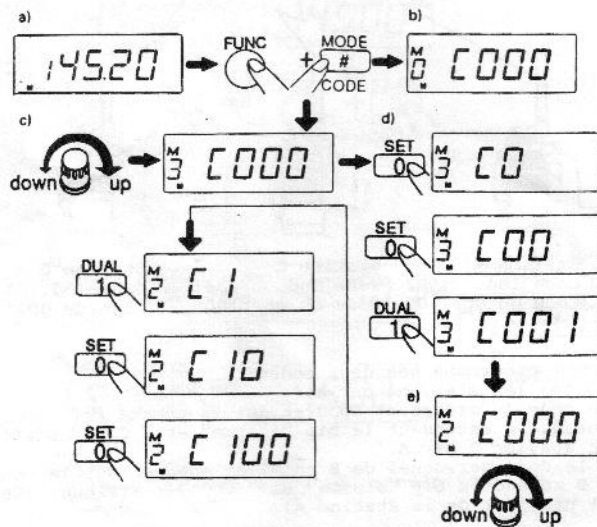 a)
b)
145.20
M
FUNC
+
MODE
#
CODE
M
0
C000
M
c)
d)
down
up
M
3
C000
M
SET
0
M
3
C0
M
SET
0
M
3
C00
M
DUAL
1
M
3
C001
M
DUAL
1
M
2
C1
M
SET
0
M
2
C10
M
SET
0
M
2
C100
M
e)
M
2
C000
M
down
up